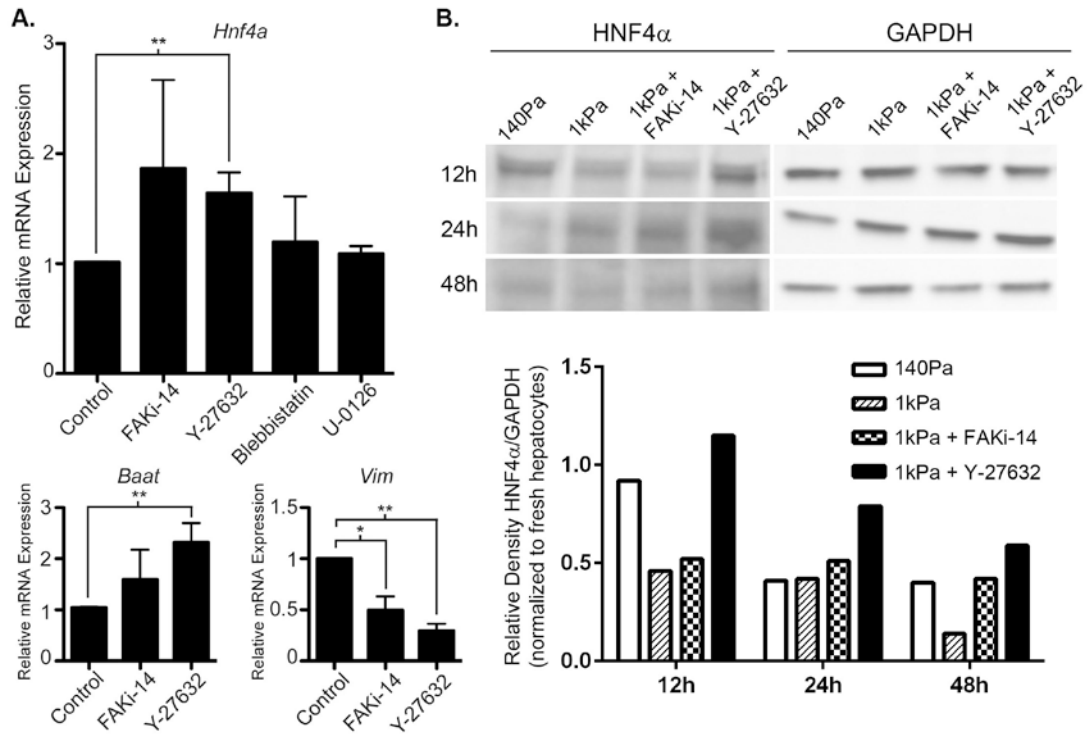 A.
Hnf4a
**
Relative mRNA Expression
3
2
1
0
Control
FAKi-14
Y-27632
Blebbistatin
U-0126
Baat
**
Relative mRNA Expression
3
2
1
0
Control
FAKi-14
Y-27632
Vim
**
*
Relative mRNA Expression
1
0.5
0
Control
FAKi-14
Y-27632
B.
HNF4α GAPDH
140Pa
1kPa
1kPa +
FAKi-14
1kPa +
Y-27632
140Pa
1kPa
1kPa +
FAKi-14
1kPa +
Y-27632
12h
24h
48h
Relative Density HNF4α/GAPDH
(normalized to fresh hepatocytes)
1.5
1.0
0.5
0.0
140Pa
1kPa
1kPa + FAKi-14
1kPa + Y-27632
12h 24h 48h